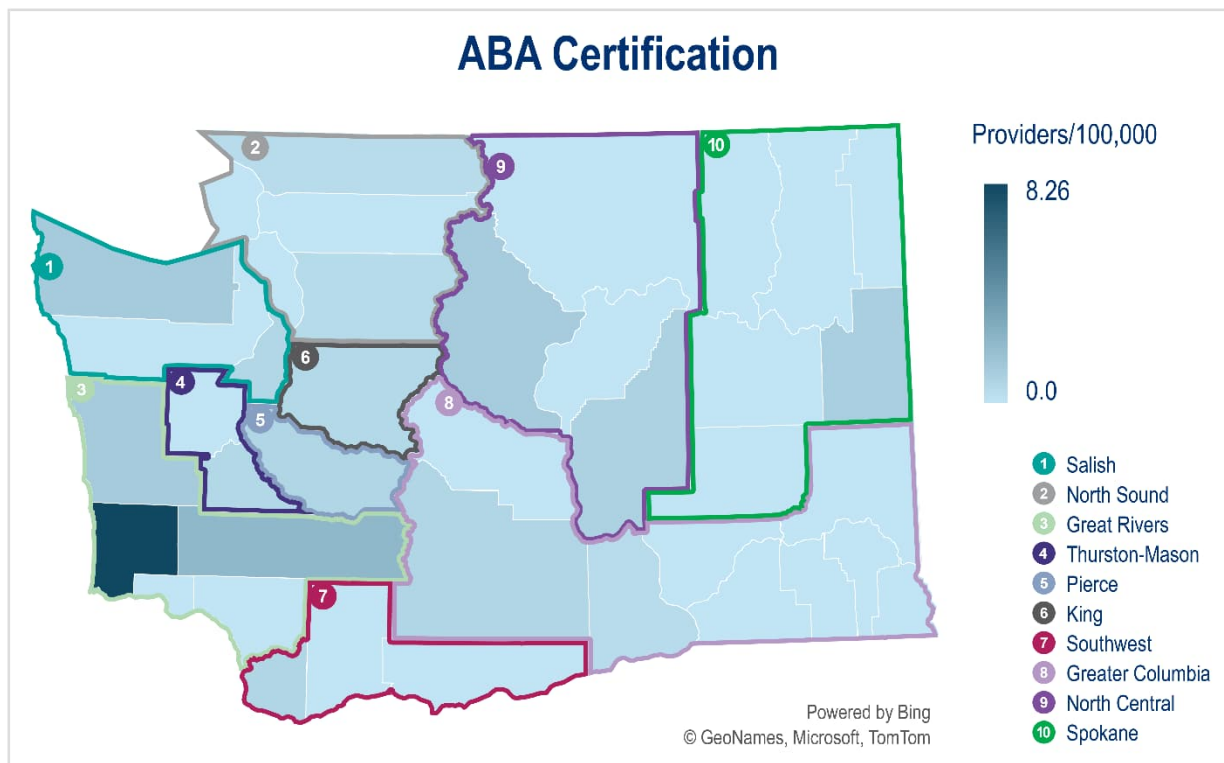 ABA Certification
2
9
10
1
6
4
3
8
5
7
Providers/100,000
8.26
0.0
1 Salish
2 North Sound
3 Great Rivers
4 Thurston-Mason
5 Pierce
6 King
7 Southwest
8 Greater Columbia
9 North Central
10 Spokane
Powered by Bing
© GeoNames, Microsoft, TomTom